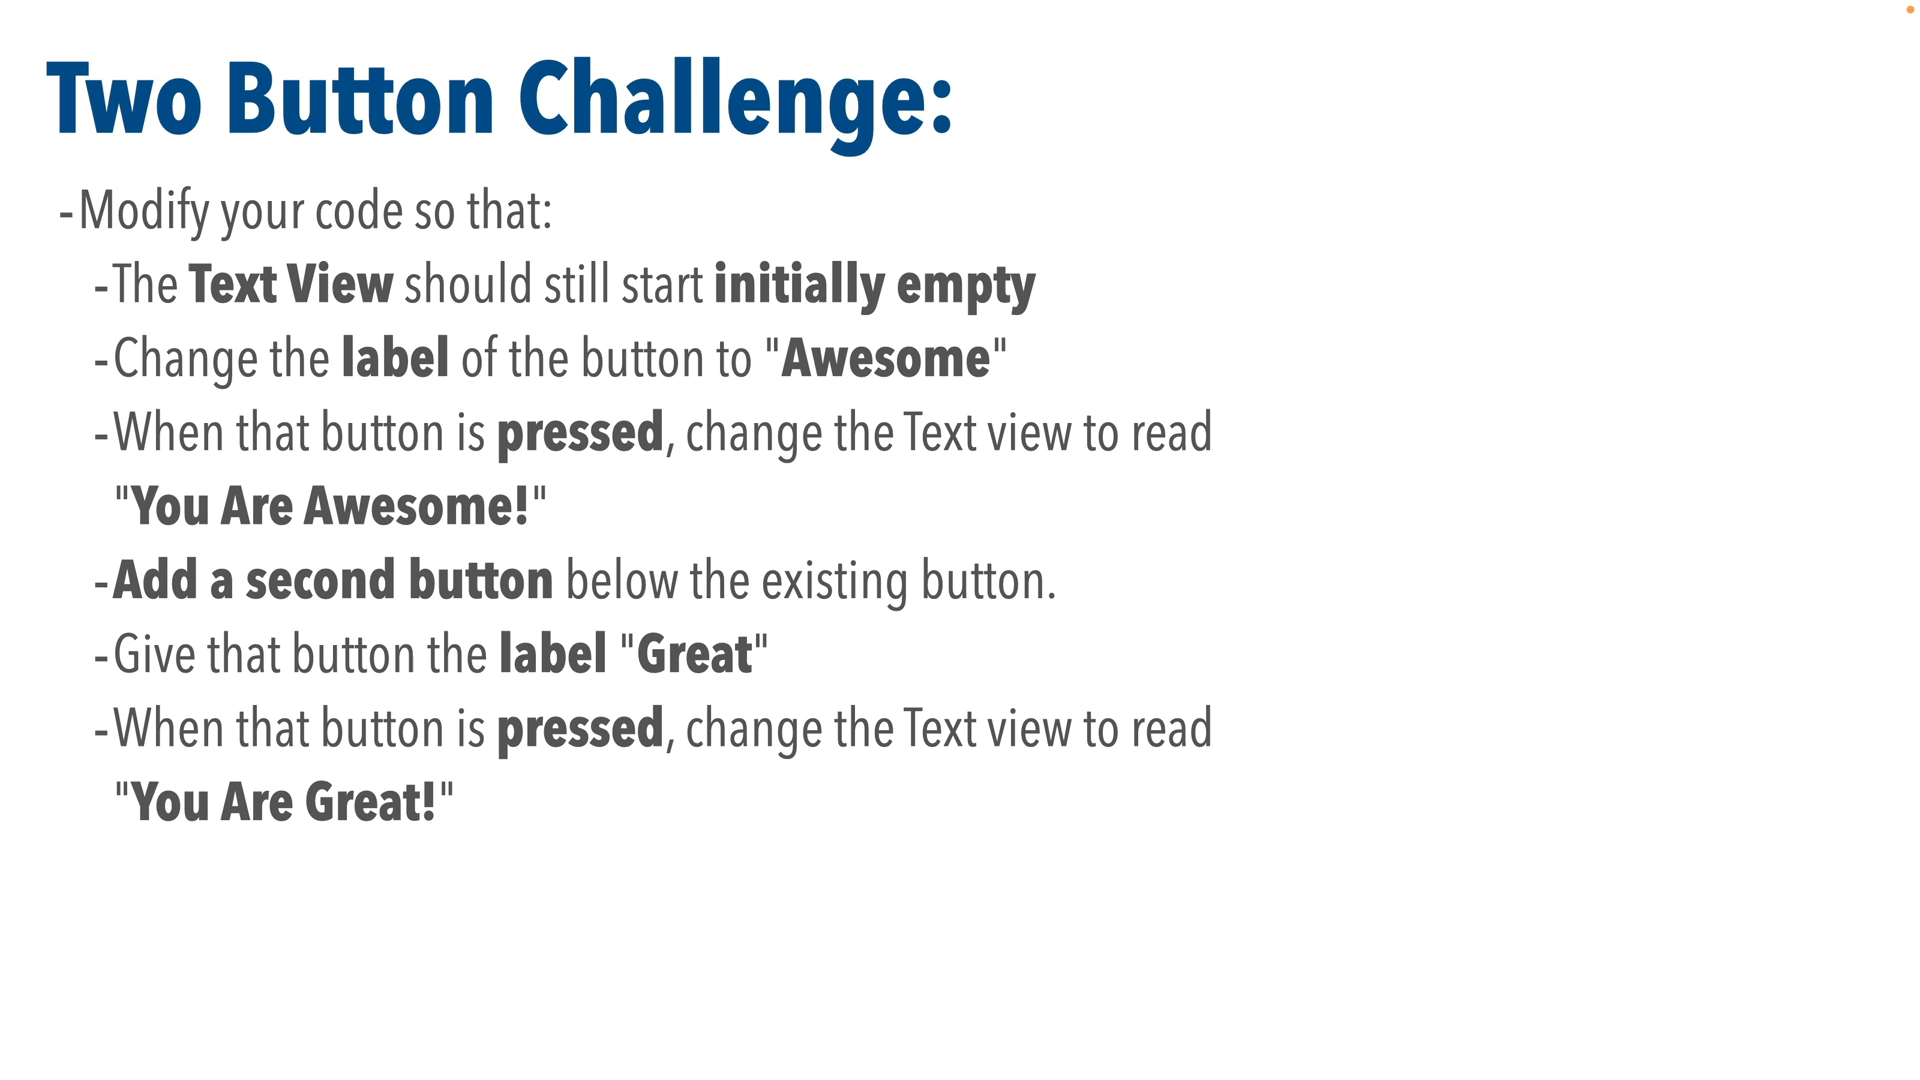 Two Button Challenge:
-Modify your code so that:
-The Text View should still start initially empty
-Change the label of the button to "Awesome"
-When that button is pressed, change the Text view to read
"You Are Awesome!"
-Add a second button below the existing button.
-Give that button the label "Great"
-When that button is pressed, change the Text view to read
"You Are Great!"